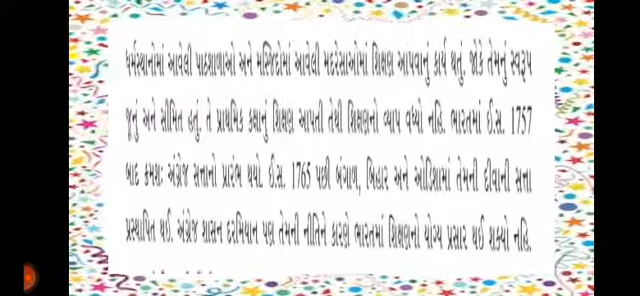 ધર્મસ્થાનોમાં આવેલી પાઠશાળાઓ અને મસ્જિદોમાં આવેલી મદરેસાઓમાં શિક્ષણ આપવાનું કાર્ય થતું. જોકે તેમનું સ્વરૂપ
જૂનું અને સીમિત હતું. તે પ્રાથમિક કક્ષાનું શિક્ષણ આપતી તેથી શિક્ષણનો વ્યાપ વધ્યો નહિ. ભારતમાં ઈ.સ. 1757
બાદ ક્રમશઃ અંગ્રેજ સત્તાનો પ્રારંભ થયો. ઈ.સ. 1765 પછી બંગાળ, બિહાર અને ઓડિશામાં તેમની દીવાની સત્તા
પ્રસ્થાપિત થઈ. અંગ્રેજ શાસન દરમિયાન પણ તેમની નીતિને કારણે ભારતમાં શિક્ષણનો યોગ્ય પ્રસાર થઈ શક્યો નહિ.